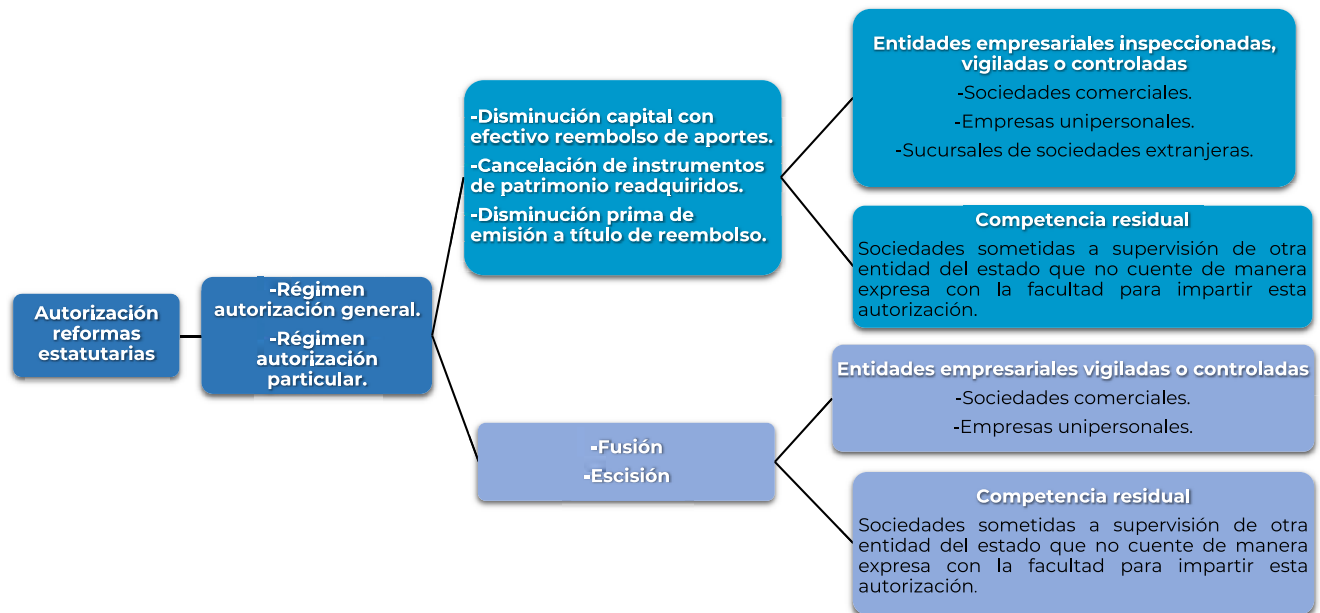 Autorización
reformas
estatutarias
-Régimen
autorización general.
-Régimen
autorización
particular.
-Disminución capital con
efectivo reembolso de aportes.
-Cancelación de instrumentos
de patrimonio readquiridos.
-Disminución prima de
emisión a título de reembolso.
Entidades empresariales inspeccionadas,
vigiladas o controladas
-Sociedades comerciales.
-Empresas unipersonales.
-Sucursales de sociedades extranjeras.
Competencia residual
Sociedades sometidas a supervisión de otra
entidad del estado que no cuente de manera
expresa con la facultad para impartir esta
autorización.
-Fusión
-Escisión
Entidades empresariales vigiladas o controladas
-Sociedades comerciales.
-Empresas unipersonales.
Competencia residual
Sociedades sometidas a supervisión de otra
entidad del estado que no cuente de manera
expresa con la facultad para impartir esta
autorización.